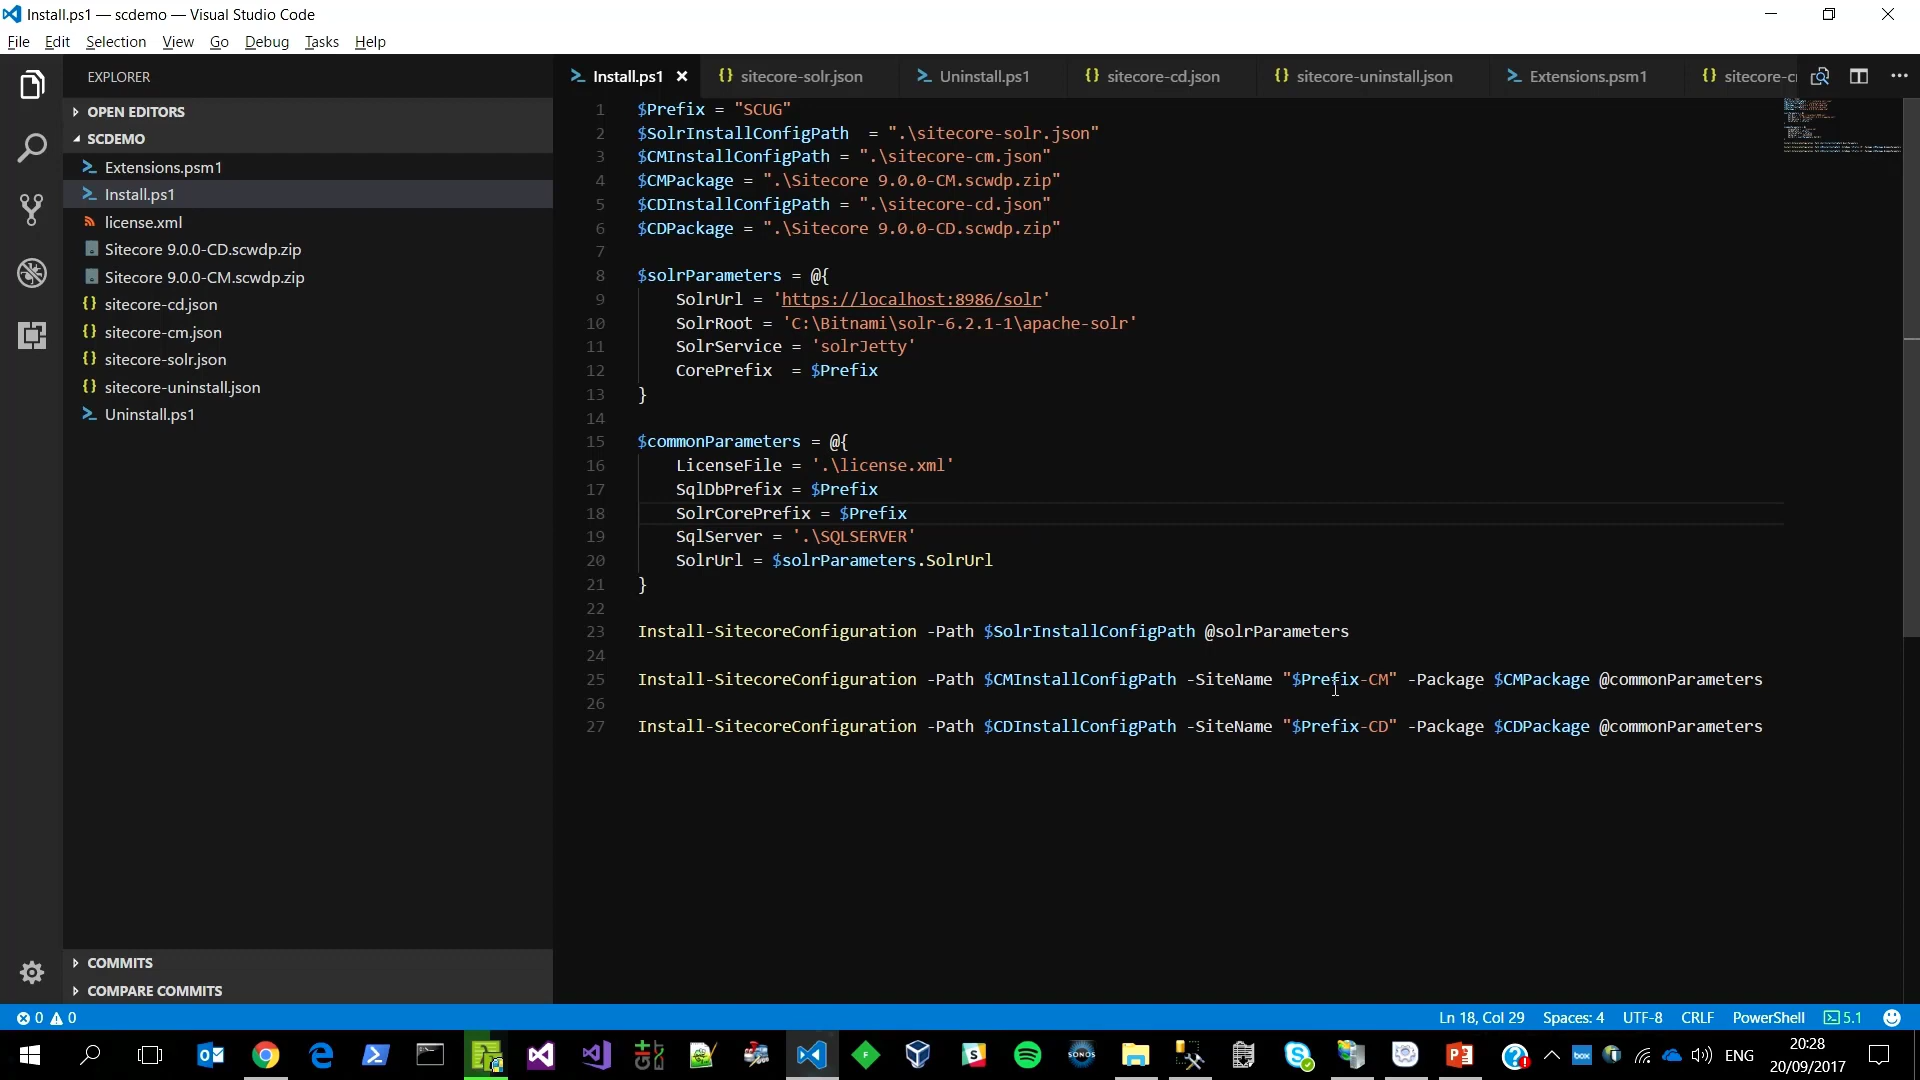 Install.ps1 — scdemo — Visual Studio Code
File Edit Selection View Go Debug Tasks Help
EXPLORER
OPEN EDITORS
SCDEMO
Extensions.psm1
Install.ps1
license.xml
Sitecore 9.0.0-CD.scwdp.zip
Sitecore 9.0.0-CM.scwdp.zip
sitecore-cd.json
sitecore-cm.json
sitecore-solr.json
sitecore-uninstall.json
Uninstall.ps1
COMMITS
COMPARE COMMITS
Install.ps1 sitecore-solr.json Uninstall.ps1 sitecore-cd.json sitecore-uninstall.json Extensions.psm1 sitecore-c
1 $Prefix = "SCUG"
2 $SolrInstallConfigPath  = ".\sitecore-solr.json"
3 $CMInstallConfigPath = ".\sitecore-cm.json"
4 $CMPackage = ".\Sitecore 9.0.0-CM.scwdp.zip"
5 $CDInstallConfigPath = ".\sitecore-cd.json"
6 $CDPackage = ".\Sitecore 9.0.0-CD.scwdp.zip"
7
8 $solrParameters = @{
9     SolrUrl = 'https://localhost:8986/solr'
10     SolrRoot = 'C:\Bitnami\solr-6.2.1-1\apache-solr'
11     SolrService = 'solrJetty'
12     CorePrefix  = $Prefix
13 }
14
15 $commonParameters = @{
16     LicenseFile = '.\license.xml'
17     SqlDbPrefix = $Prefix
18     SolrCorePrefix = $Prefix
19     SqlServer = '.\SQLSERVER'
20     SolrUrl = $solrParameters.SolrUrl
21 }
22
23 Install-SitecoreConfiguration -Path $SolrInstallConfigPath @solrParameters
24
25 Install-SitecoreConfiguration -Path $CMInstallConfigPath -SiteName "$Prefix-CM" -Package $CMPackage @commonParameters
26
27 Install-SitecoreConfiguration -Path $CDInstallConfigPath -SiteName "$Prefix-CD" -Package $CDPackage @commonParameters
0 0 Ln 18, Col 29 Spaces: 4 UTF-8 CRLF PowerShell 5.1
SONOS
box
ENG
20:28
20/09/2017